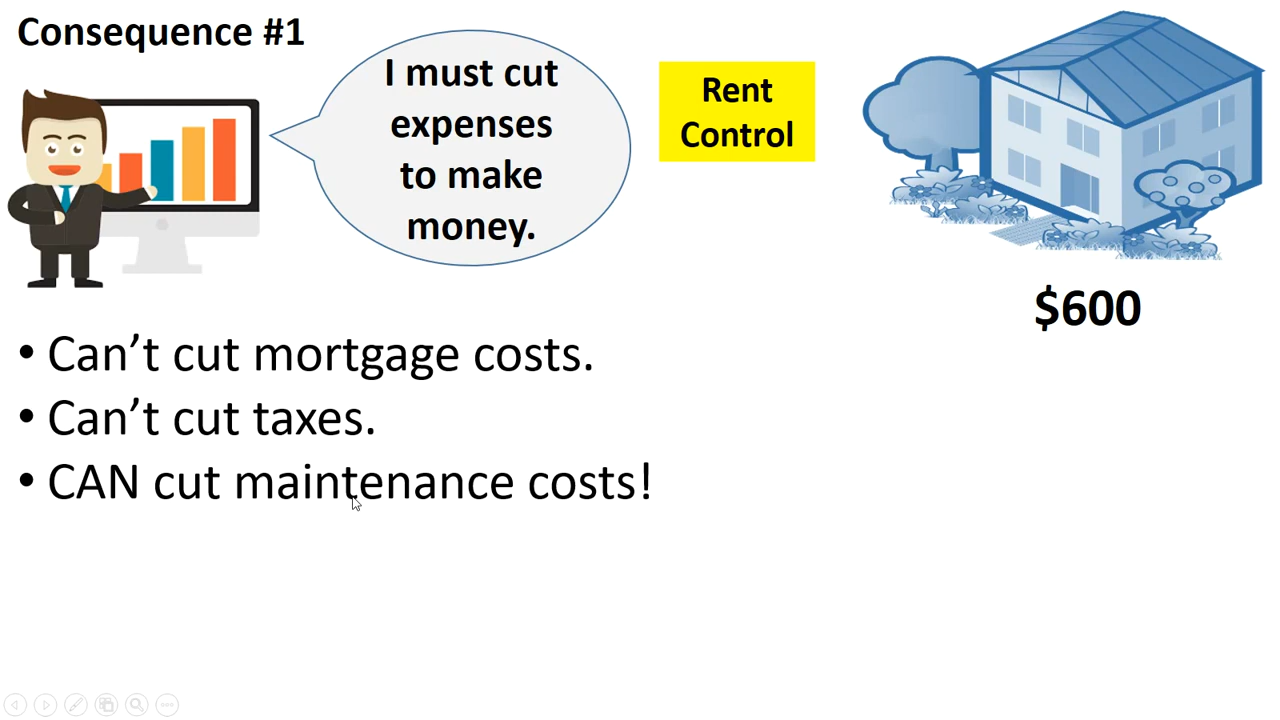 Consequence #1
I must cut
expenses
to make
money.
Rent
Control
$600
• Can’t cut mortgage costs.
• Can’t cut taxes.
• CAN cut maintenance costs!